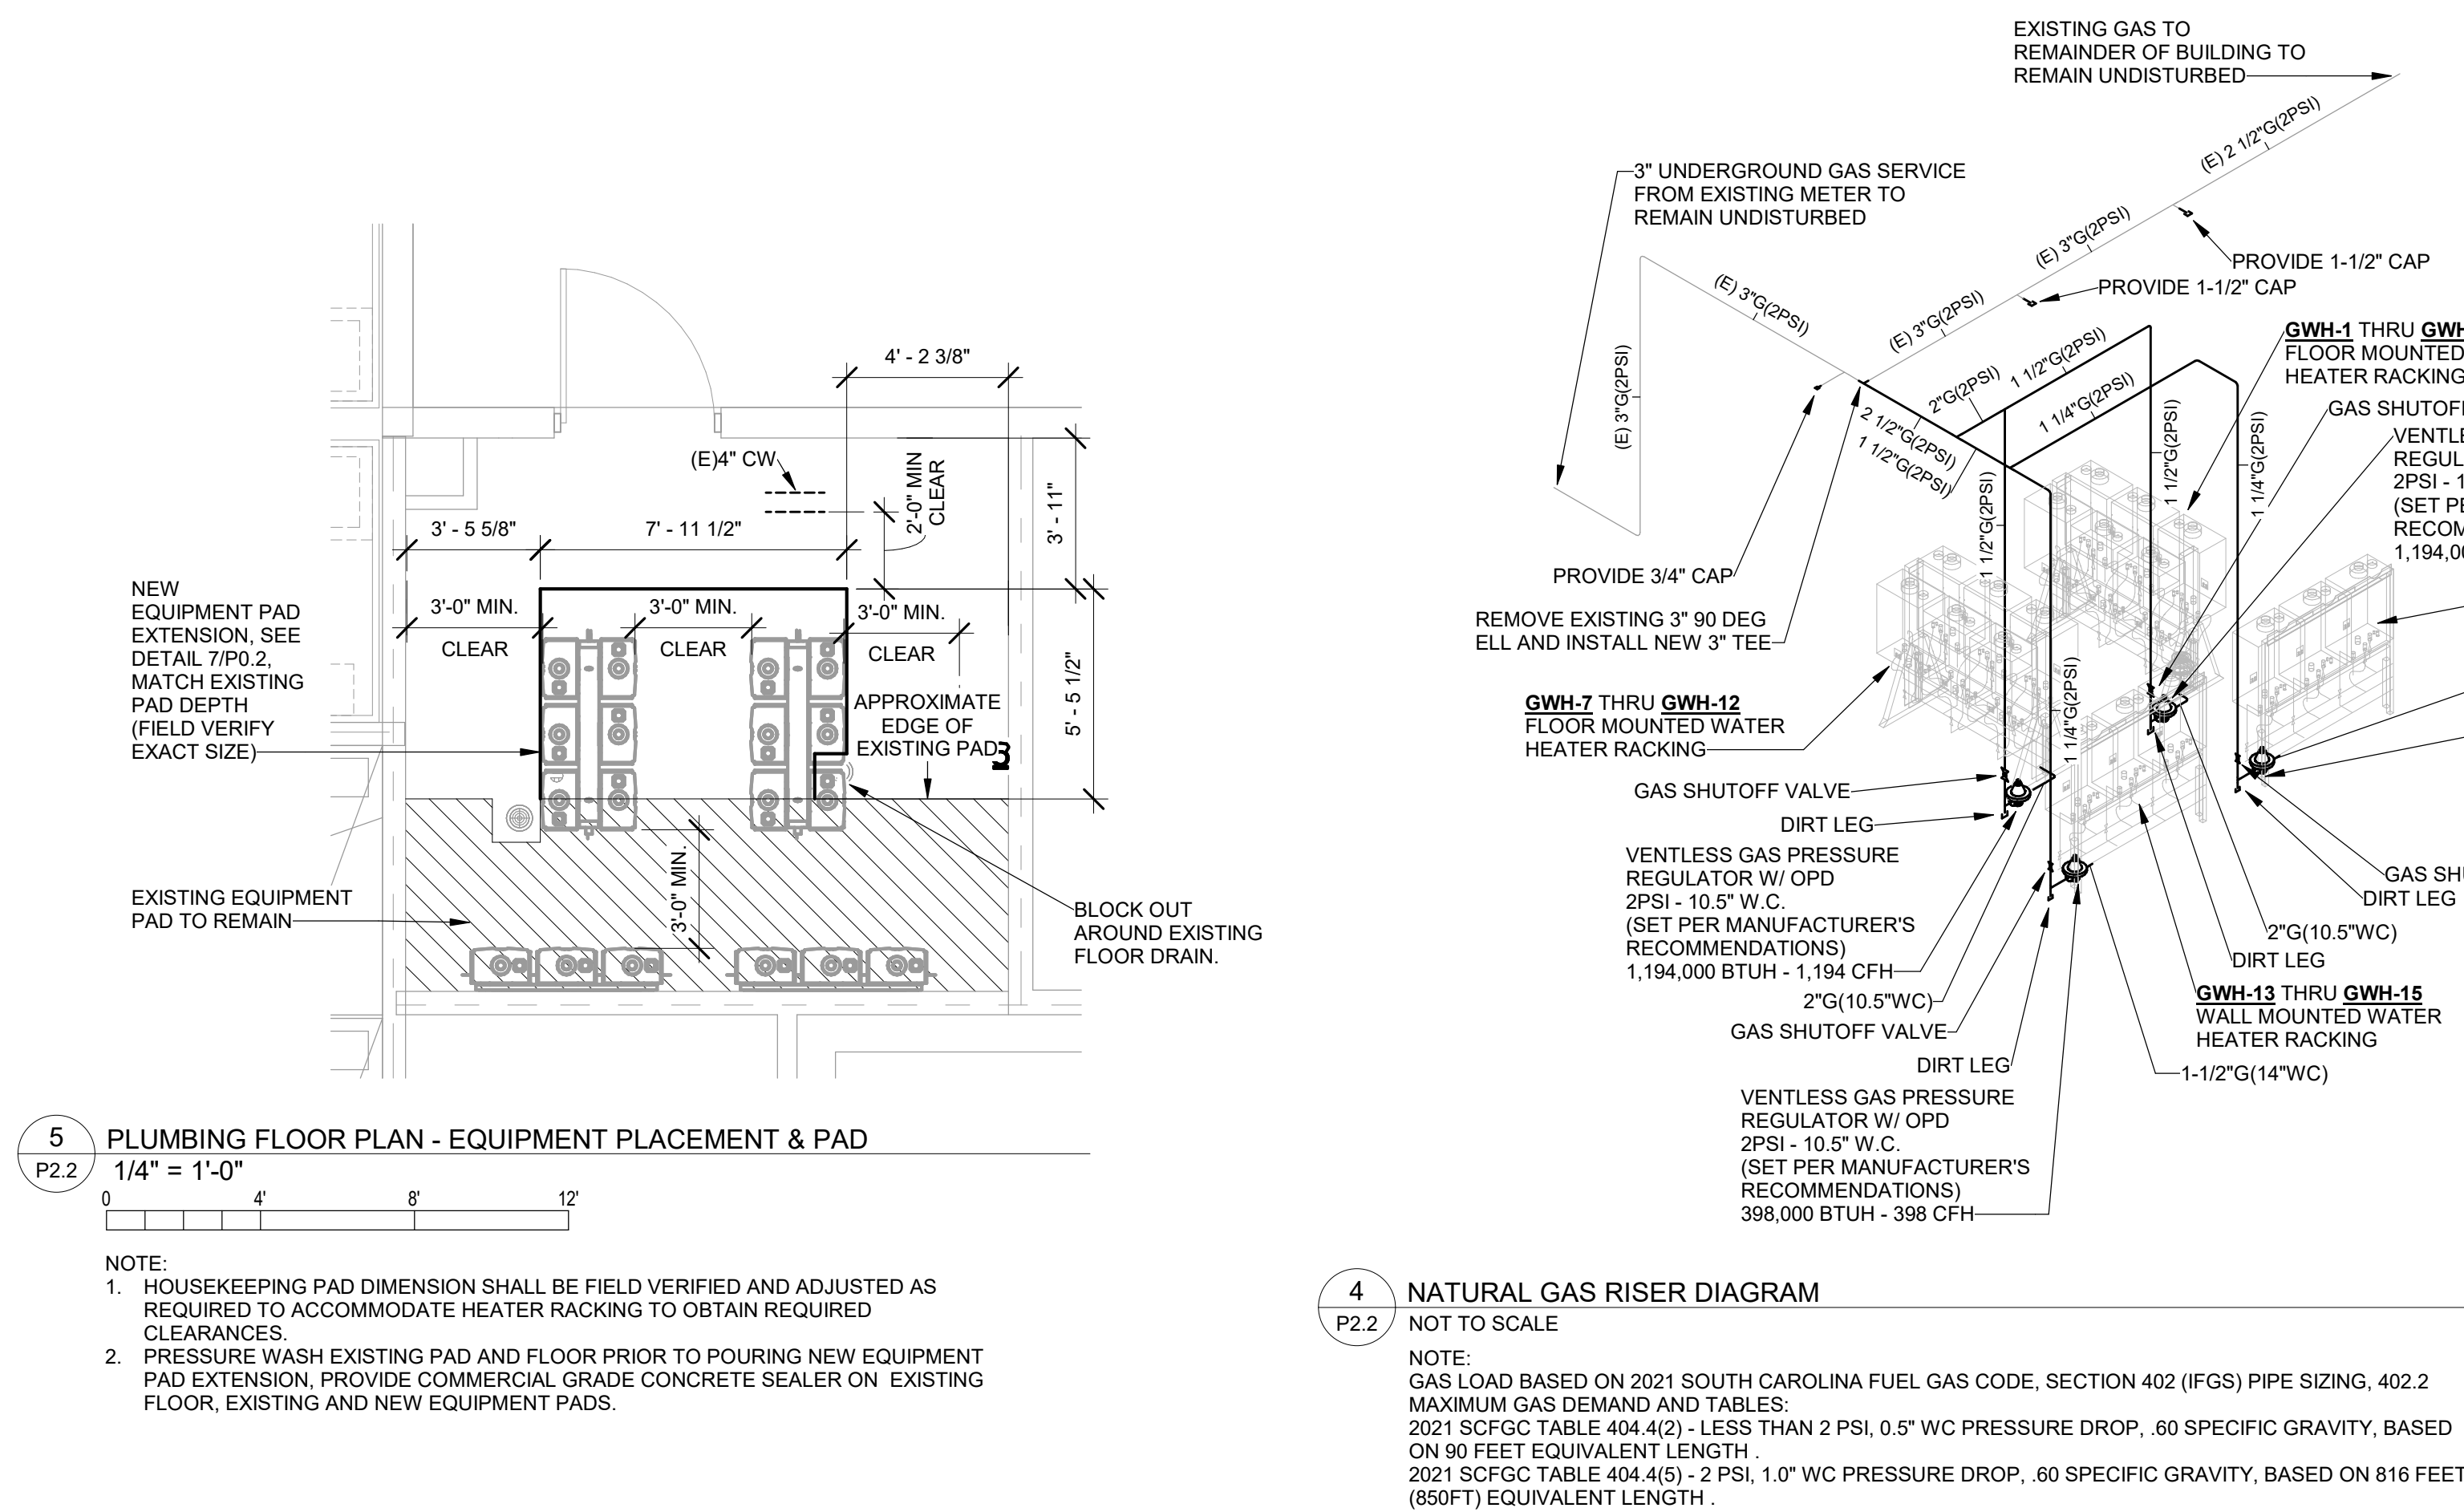 EXISTING GAS TO
REMAINDER OF BUILDING TO
REMAIN UNDISTURBED
(E) 2 1/2"G(2PSI)
3" UNDERGROUND GAS SERVICE
FROM EXISTING METER TO
REMAIN UNDISTURBED
(E) 3"G(2PSI)
PROVIDE 1-1/2" CAP
PROVIDE 1-1/2" CAP
(E) 3"G(2PSI)
(E) 3"G(2PSI)
(E) 3"G(2PSI)
GWH-1 THRU
FLOOR MOUNTED
HEATER RACKING
GAS
VENTLESS GAS PRESSURE
REGULATOR W/ OPD
2PSI - 10.5" W.C.
(SET PER MANUFACTURER'S
RECOMMENDATIONS)
1,194,000 BTUH - 1,194 CFH
2"G(2PSI)
1 1/2"G(2PSI)
1 1/4"G(2PSI)
2 1/2"G(2PSI)
1 1/2"G(2PSI)
1 1/2"G(2PSI)
1 1/2"G(2PSI)
1 1/4"G(2PSI)
1 1/4"G(2PSI)
PROVIDE 3/4" CAP
REMOVE EXISTING 3" 90 DEG
ELL AND INSTALL NEW 3" TEE
GWH-7 THRU GWH-12
FLOOR MOUNTED WATER
HEATER RACKING
GAS SHUTOFF VALVE
DIRT LEG
2"G(10.5"WC)
GAS SHUTOFF VALVE
DIRT LEG
VENTLESS GAS PRESSURE
REGULATOR W/ OPD
2PSI - 10.5" W.C.
(SET PER MANUFACTURER'S
RECOMMENDATIONS)
398,000 BTUH - 398 CFH
GAS
DIRT LEG
2"G(10.5"WC)
DIRT LEG
GWH-13 THRU GWH-15
WALL MOUNTED WATER
HEATER RACKING
1-1/2"G(14"WC)
4' - 2 3/8"
(E)4" CW
2'-0" MIN
CLEAR
3' - 11"
3' - 5 5/8"
7' - 11 1/2"
NEW
EQUIPMENT PAD
EXTENSION, SEE
DETAIL 7/P0.2,
MATCH EXISTING
PAD DEPTH
(FIELD VERIFY
EXACT SIZE)
3'-0" MIN.
CLEAR
3'-0" MIN.
CLEAR
3'-0" MIN.
CLEAR
5' - 5 1/2"
APPROXIMATE
EDGE OF
EXISTING PAD
3
EXISTING EQUIPMENT
PAD TO REMAIN
3'-0" MIN.
BLOCK OUT
AROUND EXISTING
FLOOR DRAIN.
5
P2.2
PLUMBING FLOOR PLAN - EQUIPMENT PLACEMENT & PAD
1/4" = 1'-0"
0 4' 8' 12'
NOTE:
1. HOUSEKEEPING PAD DIMENSION SHALL BE FIELD VERIFIED AND ADJUSTED AS
REQUIRED TO ACCOMMODATE HEATER RACKING TO OBTAIN REQUIRED
CLEARANCES.
2. PRESSURE WASH EXISTING PAD AND FLOOR PRIOR TO POURING NEW EQUIPMENT
PAD EXTENSION, PROVIDE COMMERCIAL GRADE CONCRETE SEALER ON EXISTING
FLOOR, EXISTING AND NEW EQUIPMENT PADS.
4
P2.2
NATURAL GAS RISER DIAGRAM
NOT TO SCALE
NOTE:
GAS LOAD BASED ON 2021 SOUTH CAROLINA FUEL GAS CODE, SECTION 402 (IFGS) PIPE SIZING, 402.2
MAXIMUM GAS DEMAND AND TABLES:
2021 SCFGC TABLE 404.4(2) - LESS THAN 2 PSI, 0.5" WC PRESSURE DROP, .60 SPECIFIC GRAVITY, BASED
ON 90 FEET EQUIVALENT LENGTH .
2021 SCFGC TABLE 404.4(5) - 2 PSI, 1.0" WC PRESSURE DROP, .60 SPECIFIC GRAVITY, BASED ON 816 FEET
(850FT) EQUIVALENT LENGTH .